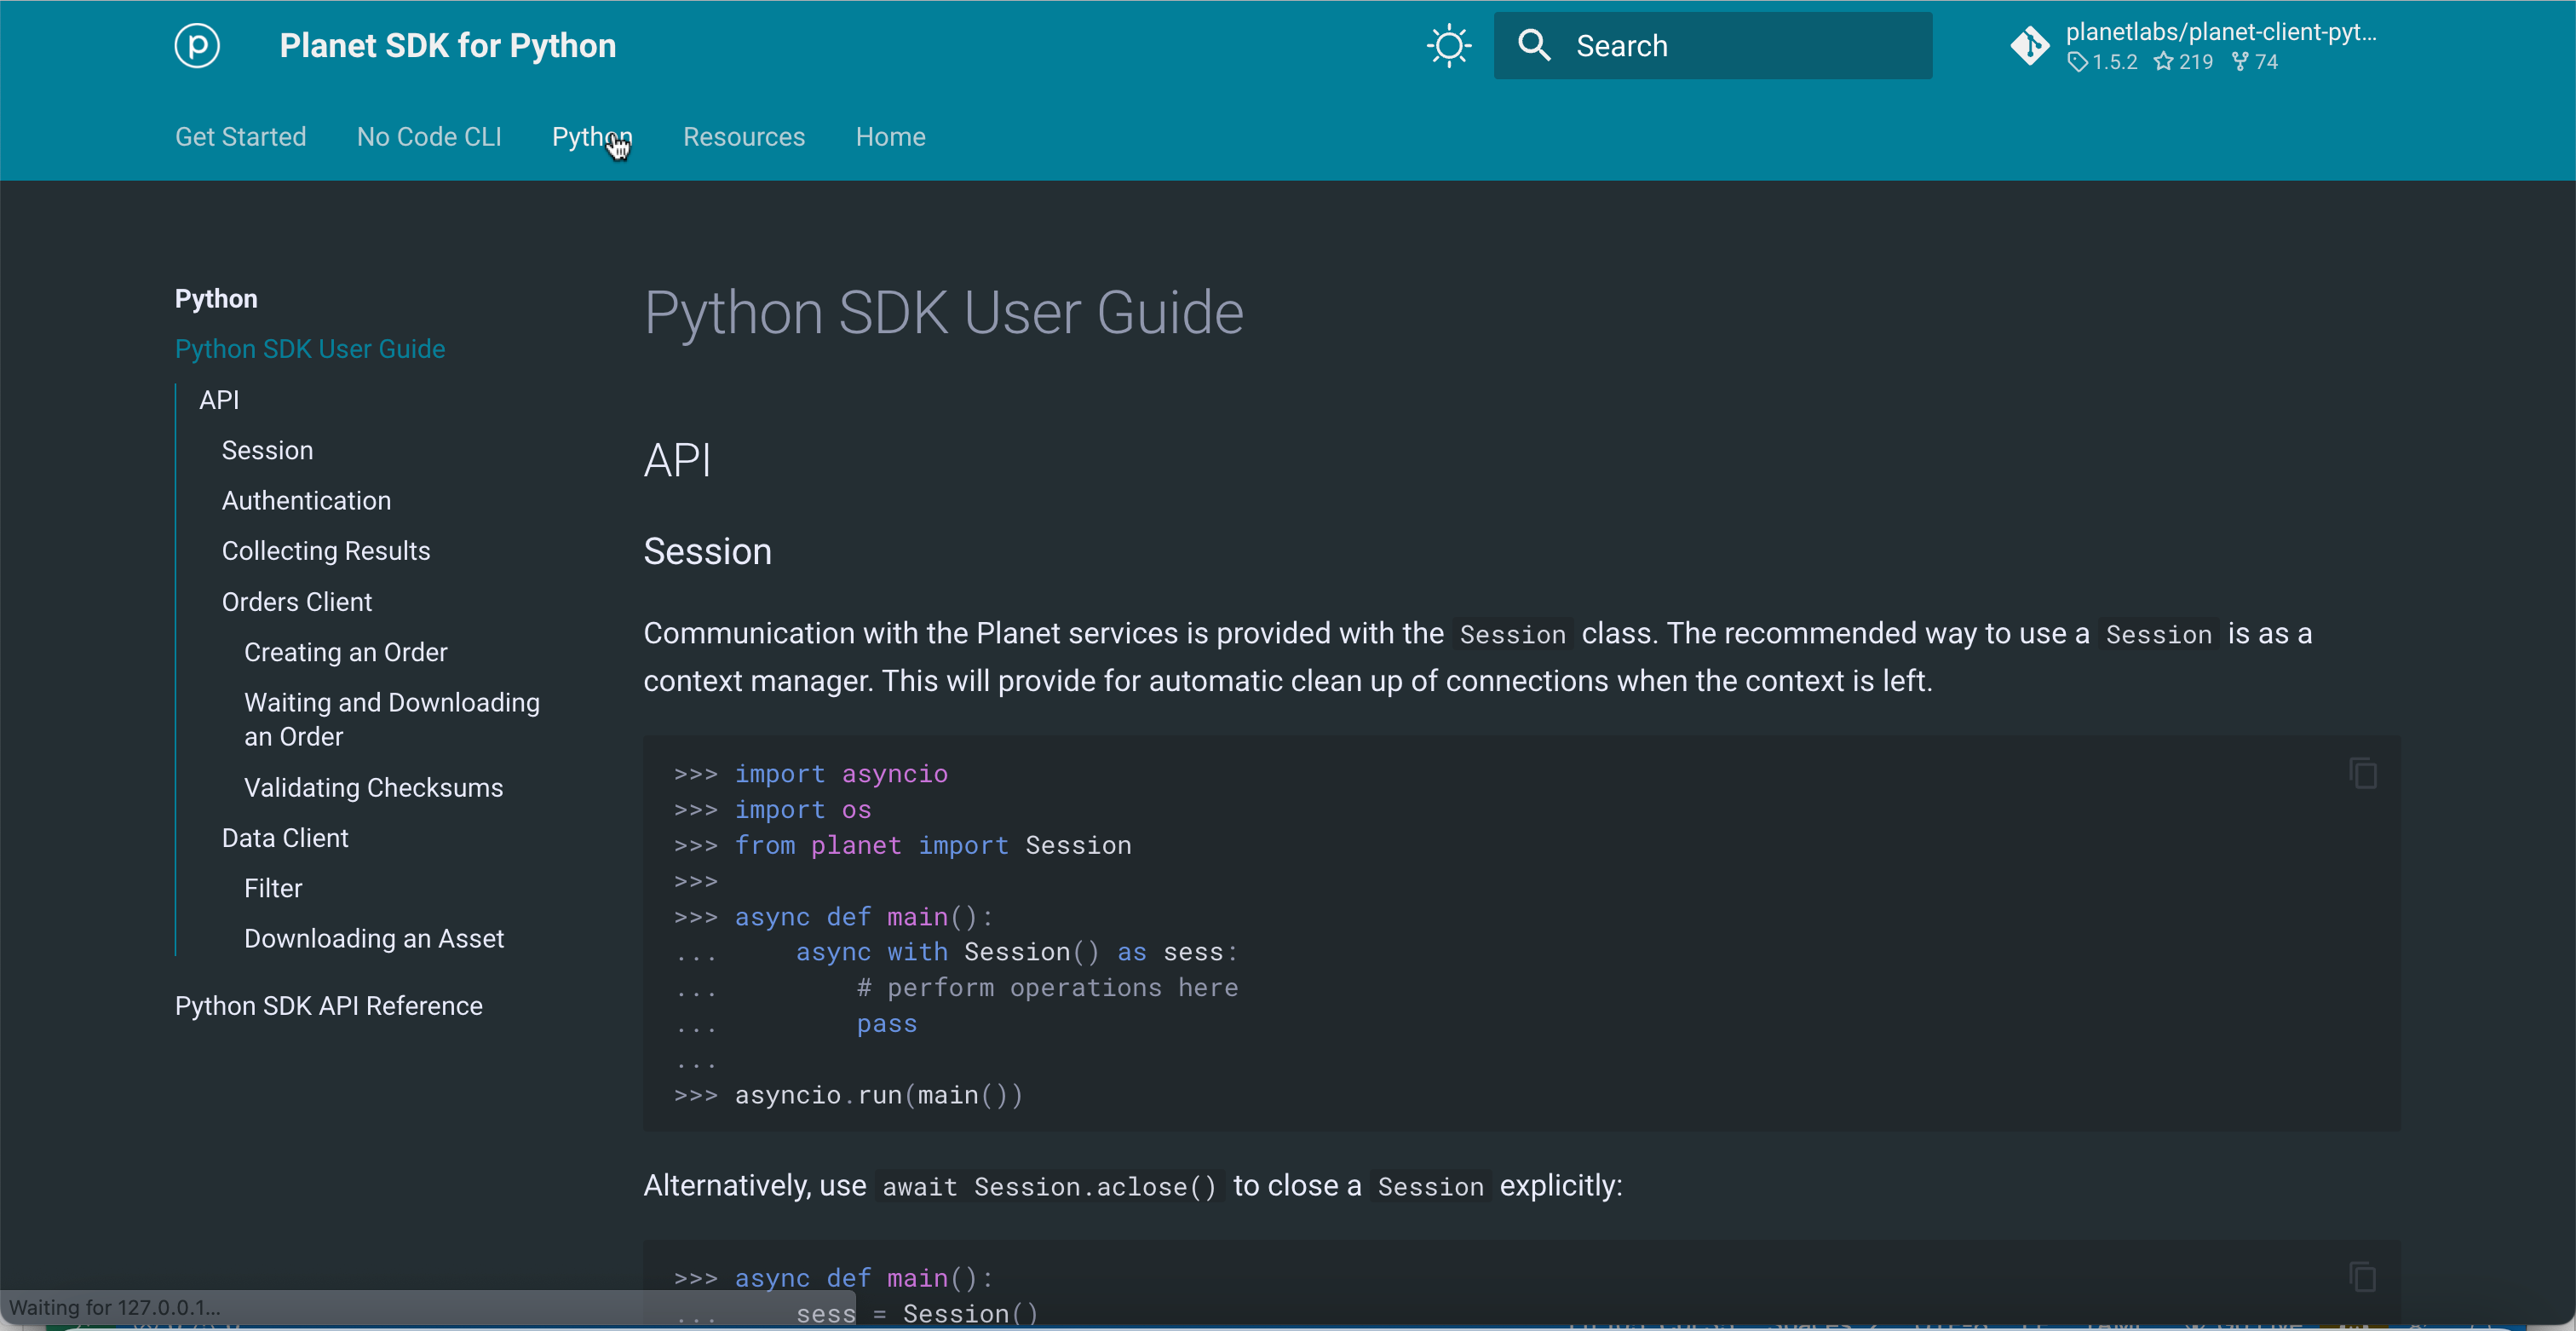 Planet SDK for Python
Search
planetlabs/planet-client-pyt...
1.5.2 219 74
Get Started No Code CLI Python Resources Home
Python
Python SDK User Guide
API
Session
Authentication
Collecting Results
Orders Client
Creating an Order
Waiting and Downloading
an Order
Validating Checksums
Data Client
Filter
Downloading an Asset
Python SDK API Reference
Python SDK User Guide
API
Session
Communication with the Planet services is provided with the Session class. The recommended way to use a Session is as a
context manager. This will provide for automatic clean up of connections when the context is left.
>>> import asyncio
>>> import os
>>> from planet import Session
>>>
>>> async def main():
...     async with Session() as sess:
...         # perform operations here
...         pass
...
>>> asyncio.run(main())
Alternatively, use await Session.aclose() to close a Session explicitly:
>>> async def main():
...     sess = Session()
Waiting for 127.0.0.1...